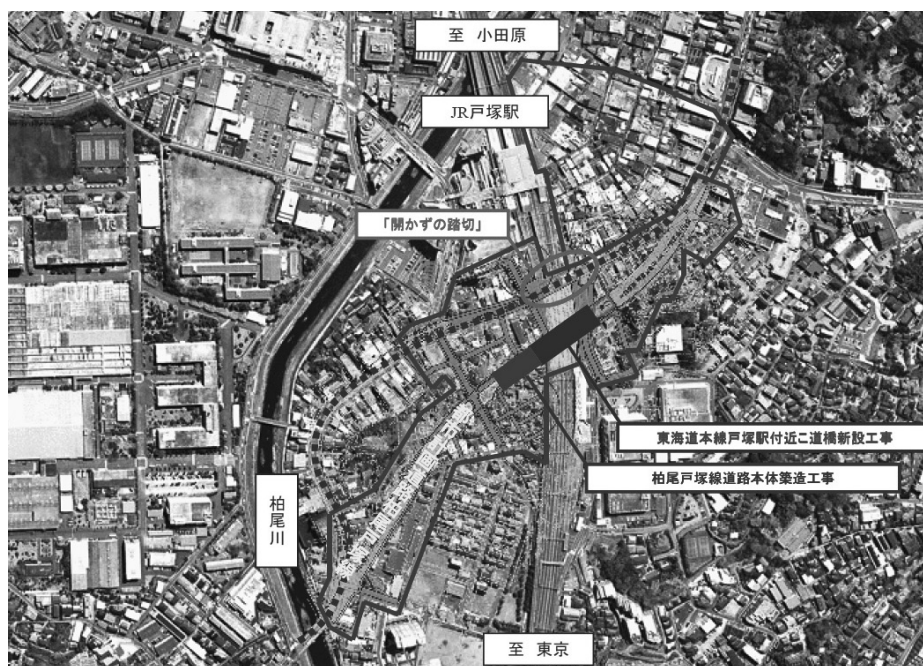 至 小田原
JR戸塚駅
「開かずの踏切」
東海道本線戸塚駅付近こ道橋新設工事
柏尾戸塚線道路本体築造工事
柏尾川
至 東京